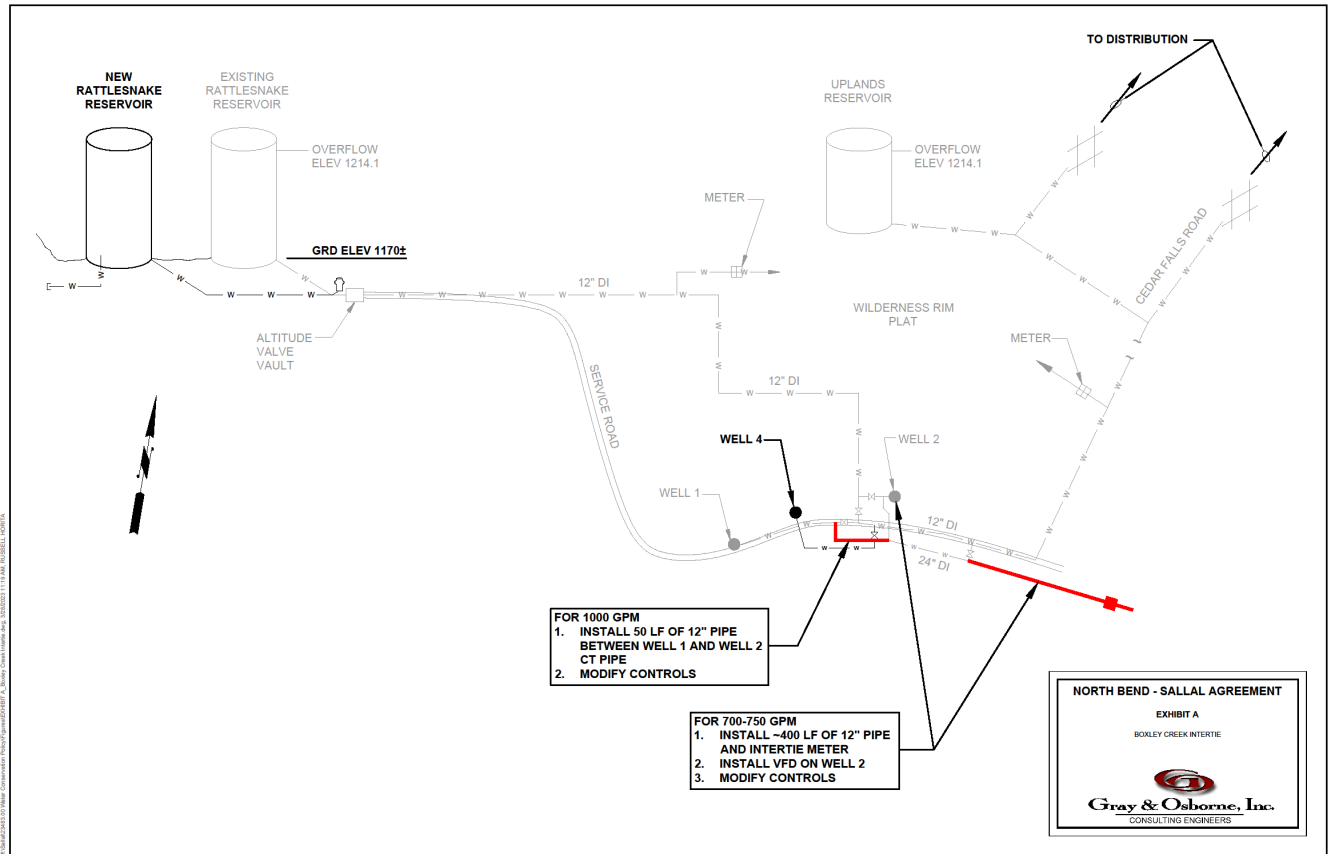 TO DISTRIBUTION
NEW
RATTLESNAKE
RESERVOIR
EXISTING
RATTLESNAKE
RESERVOIR
OVERFLOW
ELEV 1214.1
UPLANDS
RESERVOIR
OVERFLOW
ELEV 1214.1
METER
GRD ELEV 1170±
12" DI
CEDAR FALLS ROAD
WILDERNESS RIM
PLAT
ALTITUDE
VALVE
VAULT
METER
SERVICE ROAD
12" DI
WELL 4
WELL 2
WELL 1
12" DI
24" DI
FOR 1000 GPM
1. INSTALL 50 LF OF 12" PIPE
BETWEEN WELL 1 AND WELL 2
CT PIPE
2. MODIFY CONTROLS
FOR 700-750 GPM
1. INSTALL ~400 LF OF 12" PIPE
AND INTERTIE METER
2. INSTALL VFD ON WELL 2
3. MODIFY CONTROLS
NORTH BEND - SALLAL AGREEMENT
EXHIBIT A
BOXLEY CREEK INTERTIE
Gray & Osborne, Inc.
CONSULTING ENGINEERS